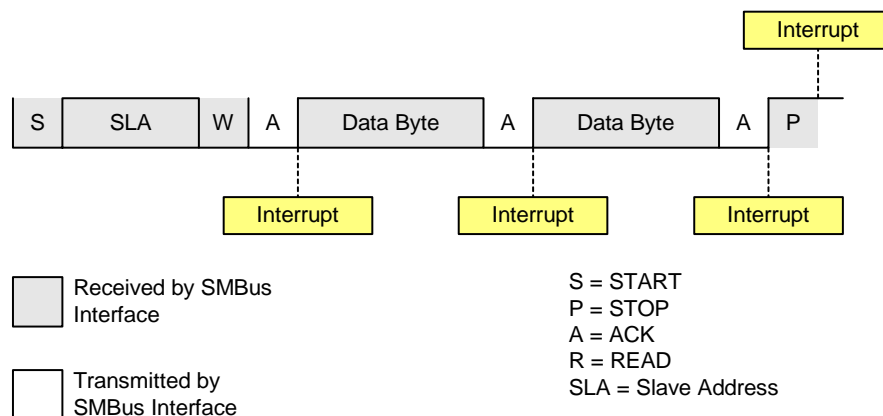 Interrupt
S SLA W A Data Byte A Data Byte A P
Interrupt Interrupt Interrupt
Received by SMBus
Interface
Transmitted by
SMBus Interface
S = START
P = STOP
A = ACK
R = READ
SLA = Slave Address